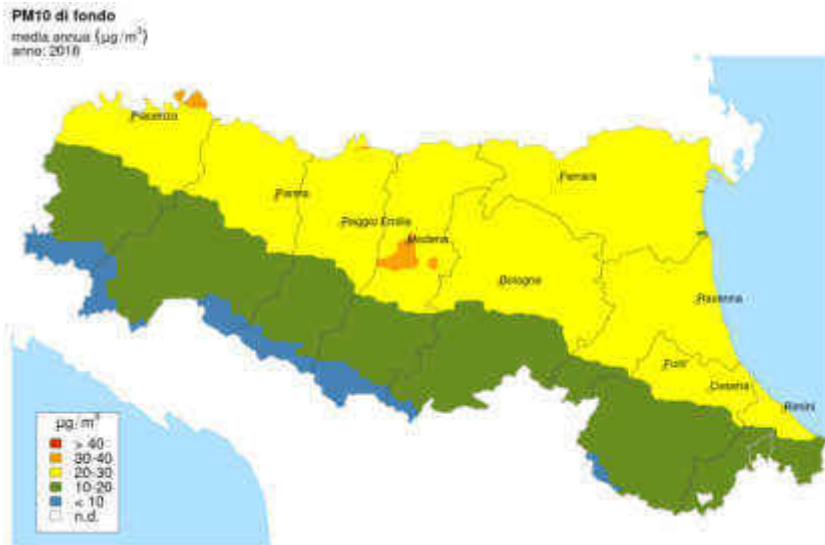 PM10 di fondo
media annua (µg/m³)
anno: 2018
Piacenza
Parma
Reggio Emilia
Modena
Ferrara
Bologna
Ravenna
Forlì
Cesena
Rimini
µg/m³
> 40
30-40
20-30
10-20
< 10
n.d.